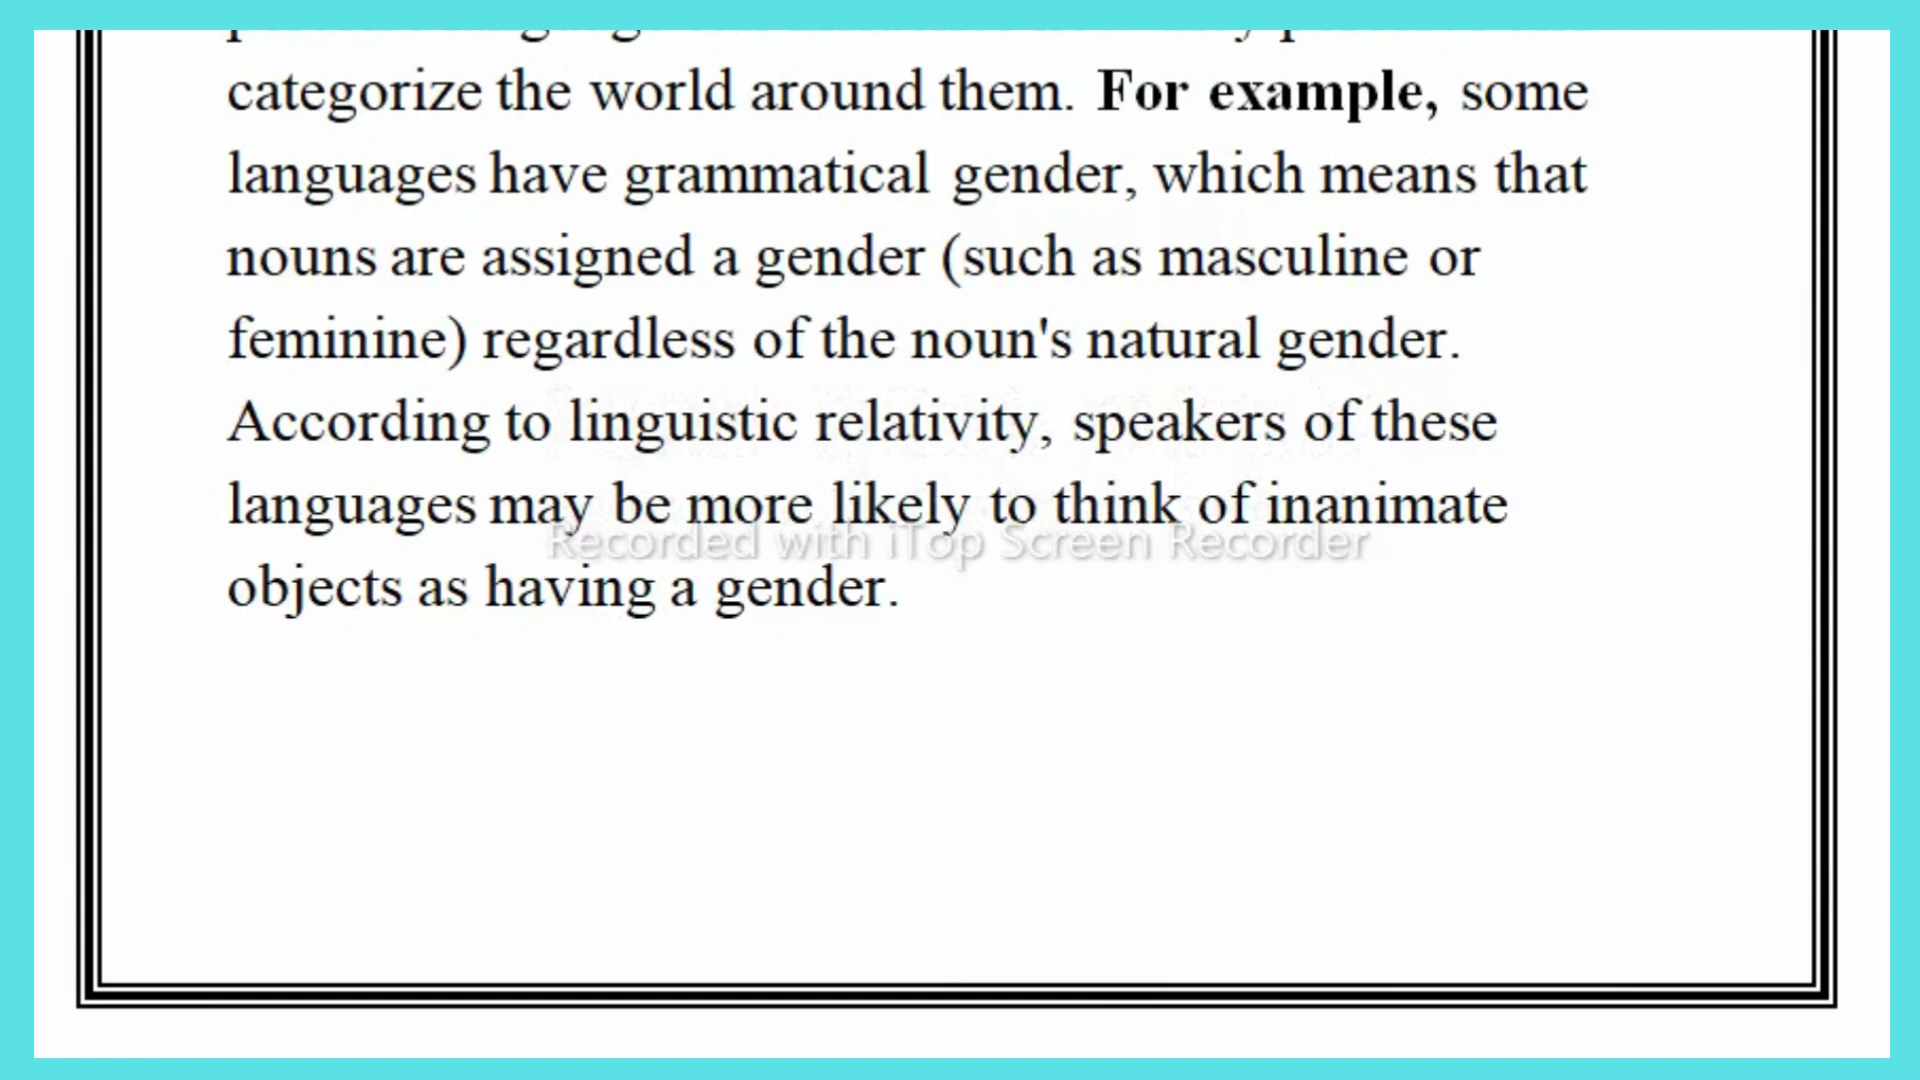 categorize the world around them. For example, some
languages have grammatical gender, which means that
nouns are assigned a gender (such as masculine or
feminine) regardless of the noun's natural gender.
According to linguistic relativity, speakers of these
languages may be more likely to think of inanimate
Recorded with iTop Screen Recorder
objects as having a gender.